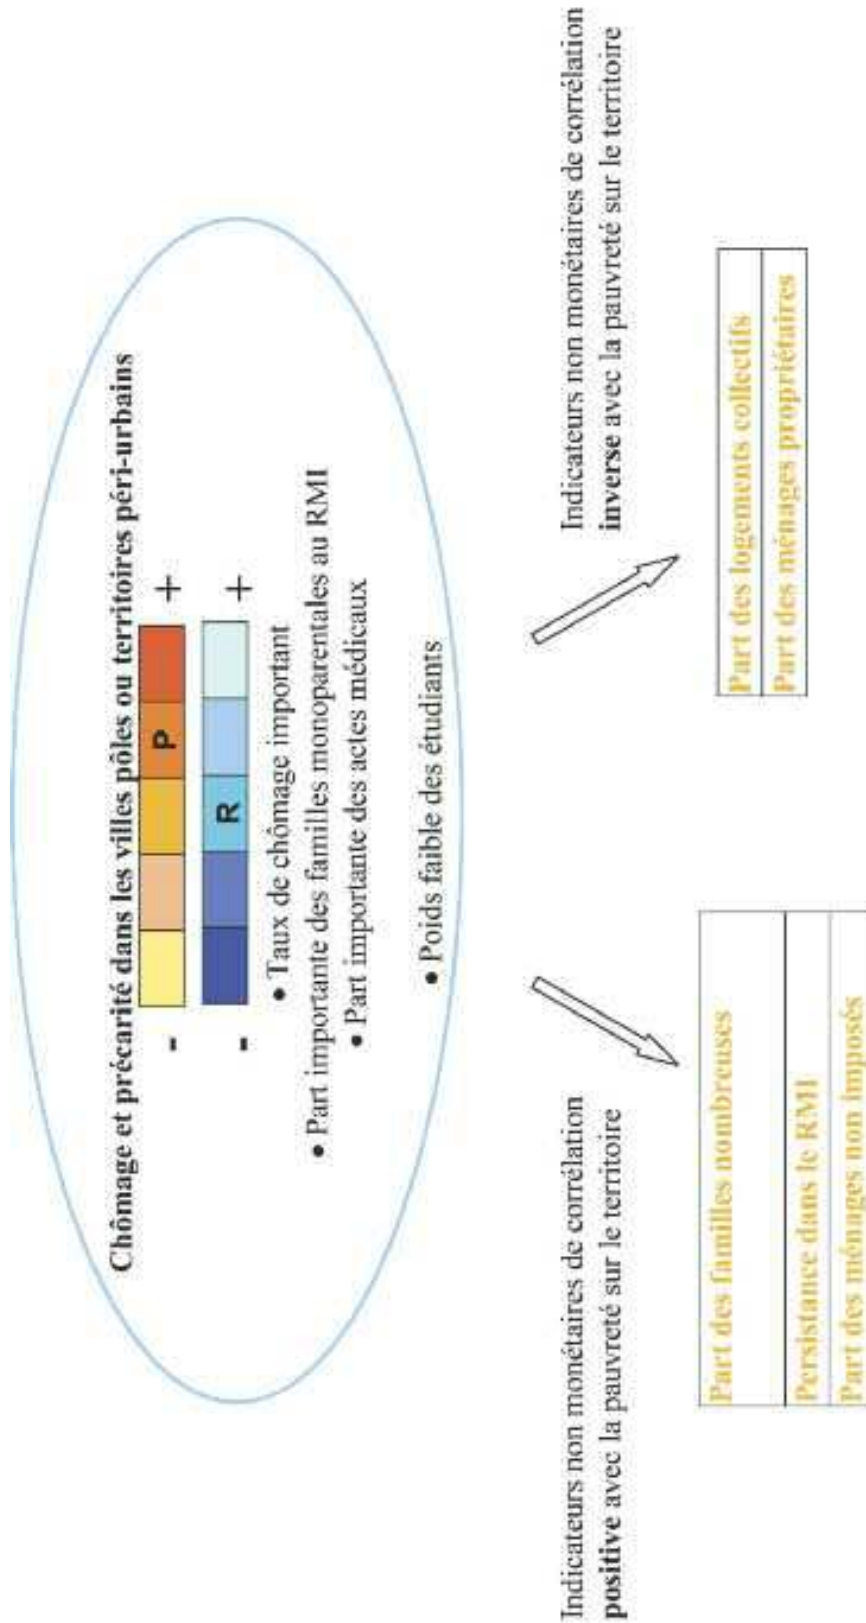 Chômage et précarité dans les villes pôles ou territoires péri-urbains
- P +
- R +
• Taux de chômage important
• Part importante des familles monoparentales au RMI
• Part importante des actes médicaux
• Poids faible des étudiants
Indicateurs non monétaires de corrélation
positive avec la pauvreté sur le territoire
Indicateurs non monétaires de corrélation
inverse avec la pauvreté sur le territoire
Part des familles nombreuses
Persistance dans le RMI
Part des ménages non imposés
Part des logements collectifs
Part des ménages propriétaires